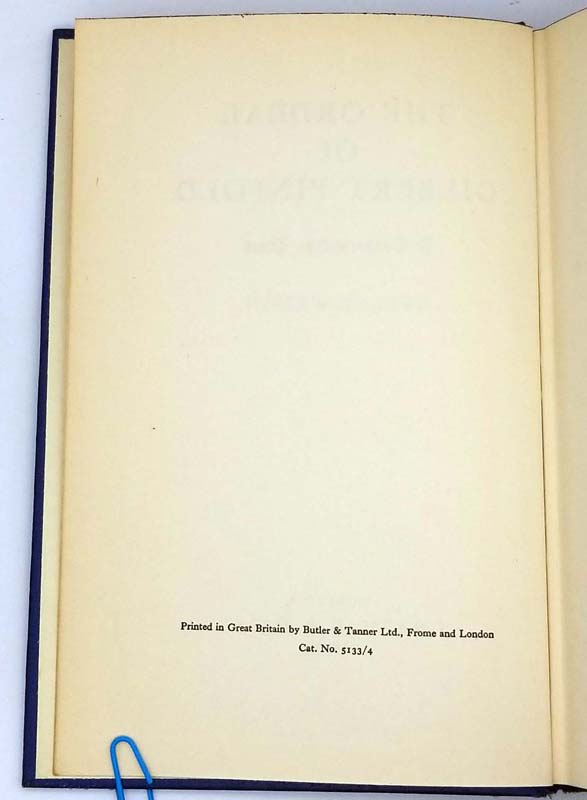 Printed in Great Britain by Butler & Tanner Ltd., Frome and London
Cat. No. 5133/4